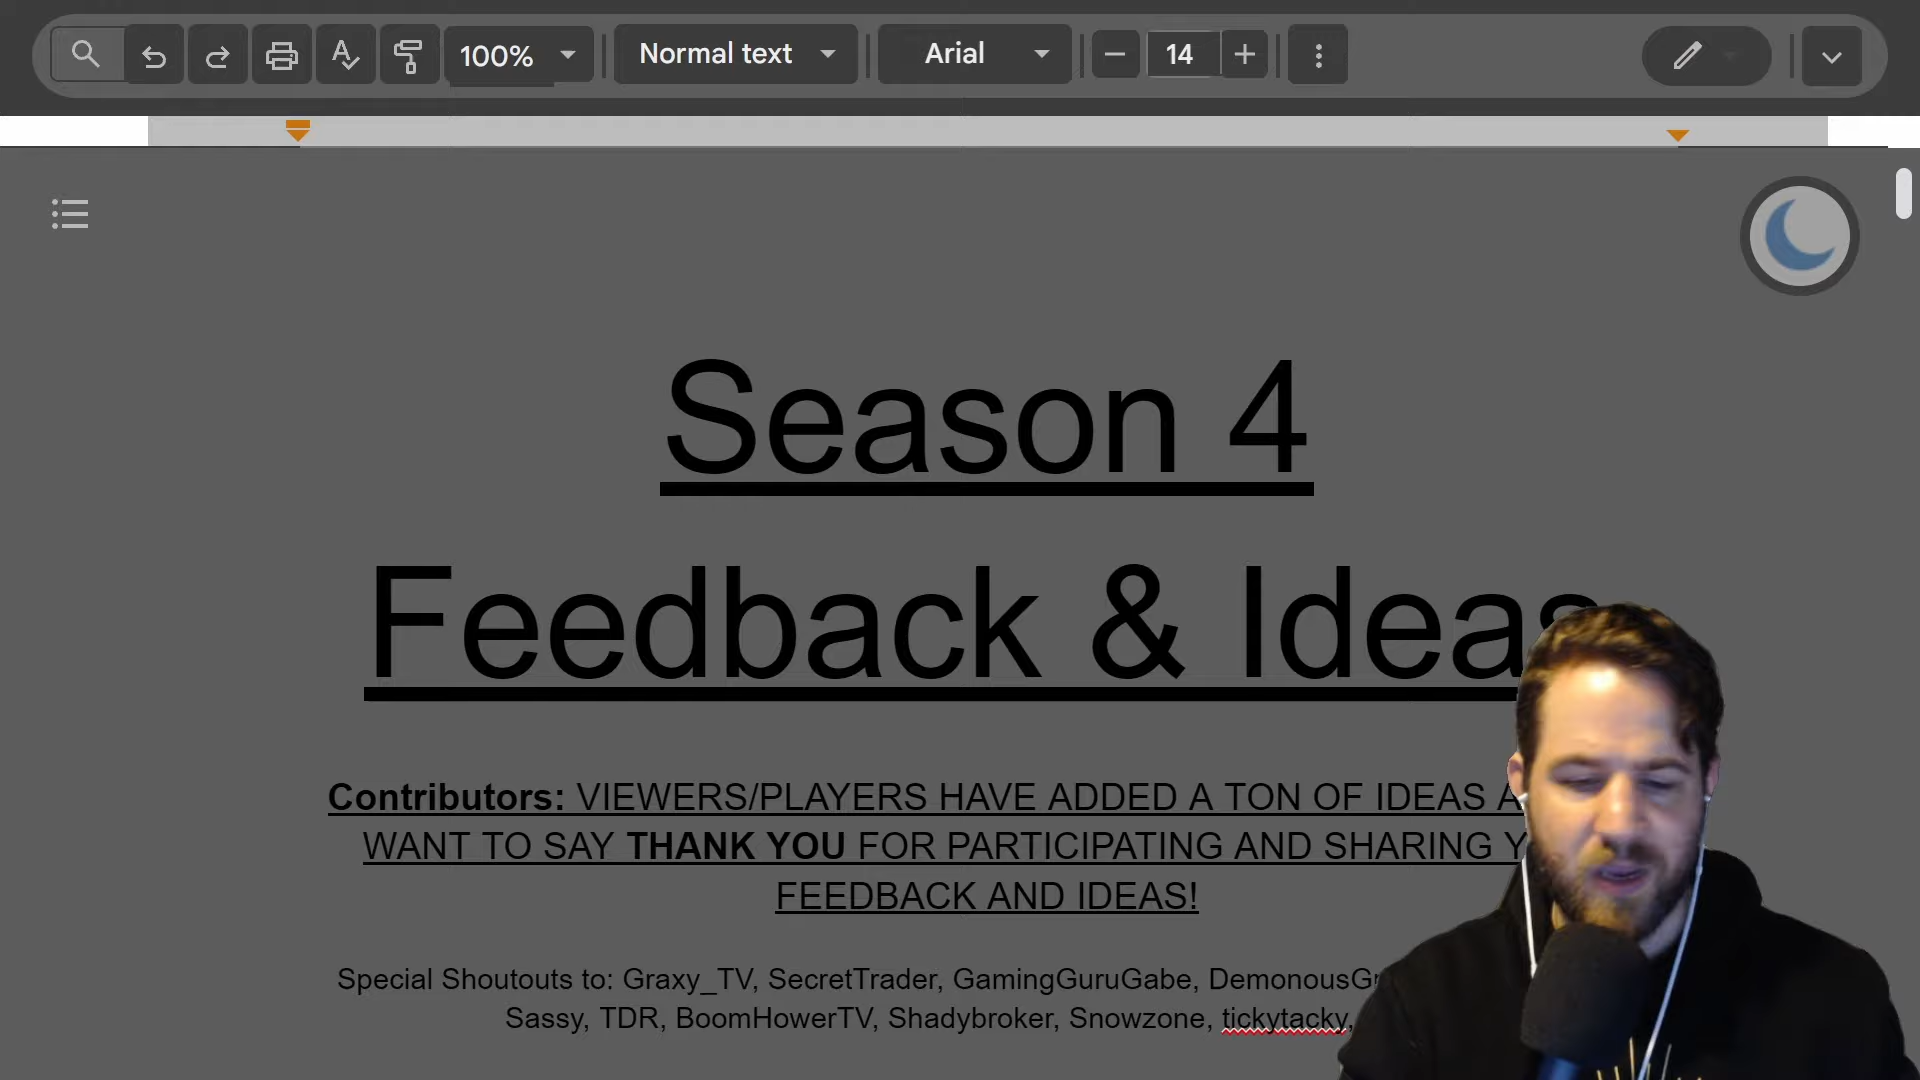 100%
Normal text
Arial
14
Season 4
Feedback & Ideas
Contributors: VIEWERS/PLAYERS HAVE ADDED A TON OF IDEAS
WANT TO SAY THANK YOU FOR PARTICIPATING AND SHARING
FEEDBACK AND IDEAS!
Special Shoutouts to: Graxy_TV, SecretTrader, GamingGuruGabe,
Sassy, TDR, BoomHowerTV, Shadybroker, Snowzone, tickytacky,